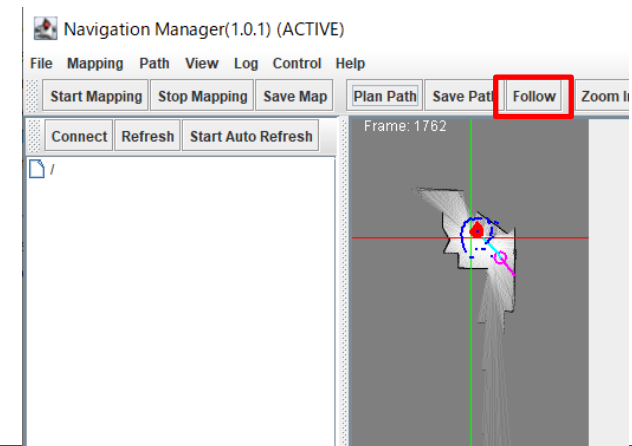 Navigation Manager(1.0.1) (ACTIVE)
File Mapping Path View Log Control Help
Start Mapping Stop Mapping Save Map Plan Path Save Path Follow Zoom
Connect Refresh Start Auto Refresh
Frame: 1762
/